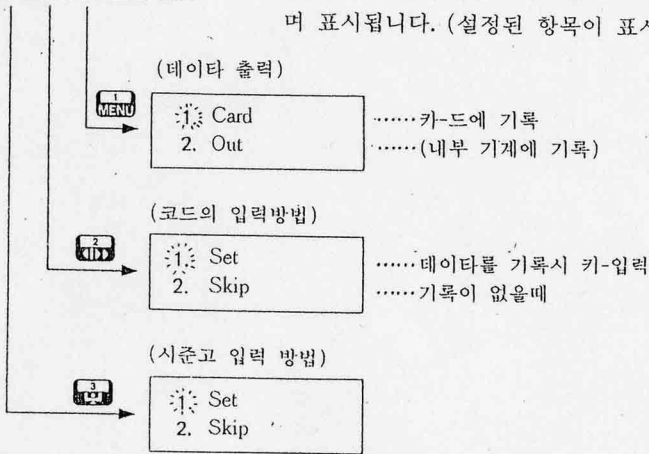 며 표시됩니다. (설정된 항목이 표시
(데이타 출력)
1 MENU
1. Card ……카-드에 기록
2. Out ……(내부 기계에 기록)
(코드의 입력방법)
2
1. Set ……데이타를 기록시 키-입력
2. Skip ……기록이 없을때
(시준고 입력 방법)
3
1. Set
2. Skip